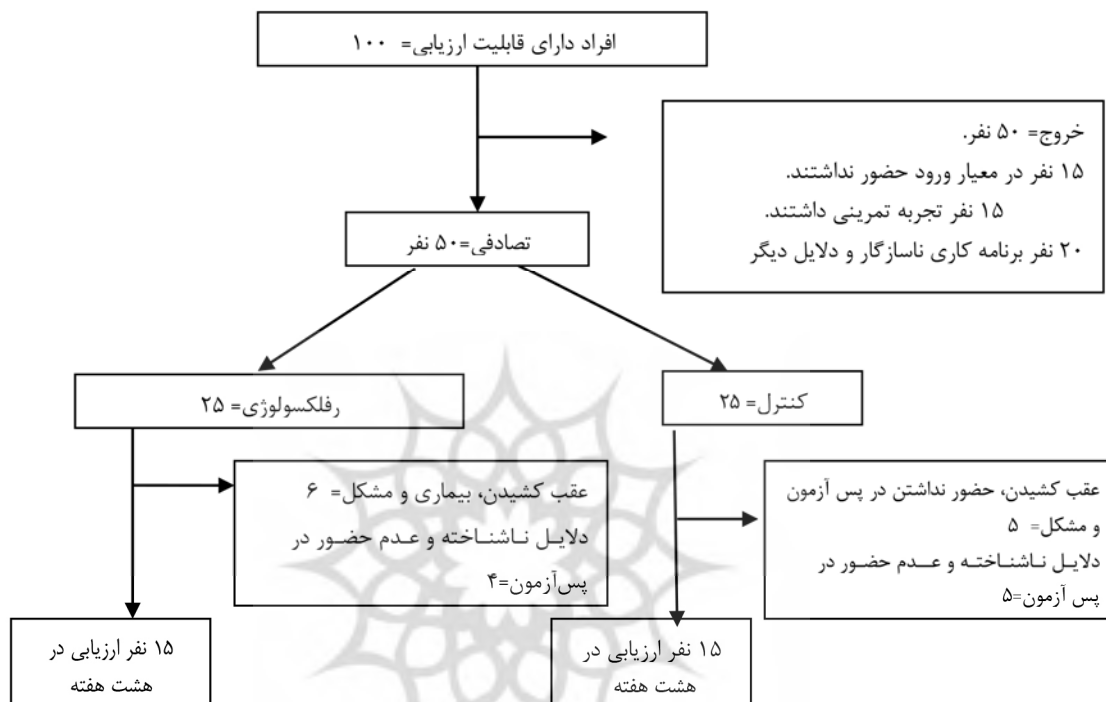 افراد دارای قابلیت ارزیابی= ۱۰۰
خروج= ۵۰ نفر.
۱۵ نفر در معیار ورود حضور نداشتند.
۱۵ نفر تجربه تمرینی داشتند.
۲۰ نفر برنامه کاری ناسازگار و دلایل دیگر
تصادفی=۵۰ نفر
رفلکسولوژی= ۲۵
کنترل= ۲۵
عقب کشیدن، بیماری و مشکل= ۶
دلایل ناشناخته و عدم حضور در
پس‌آزمون=۴
عقب کشیدن، حضور نداشتن در پس آزمون
و مشکل= ۵
دلایل ناشناخته و عدم حضور در
پس آزمون=۵
۱۵ نفر ارزیابی در
هشت هفته
۱۵ نفر ارزیابی در
هشت هفته